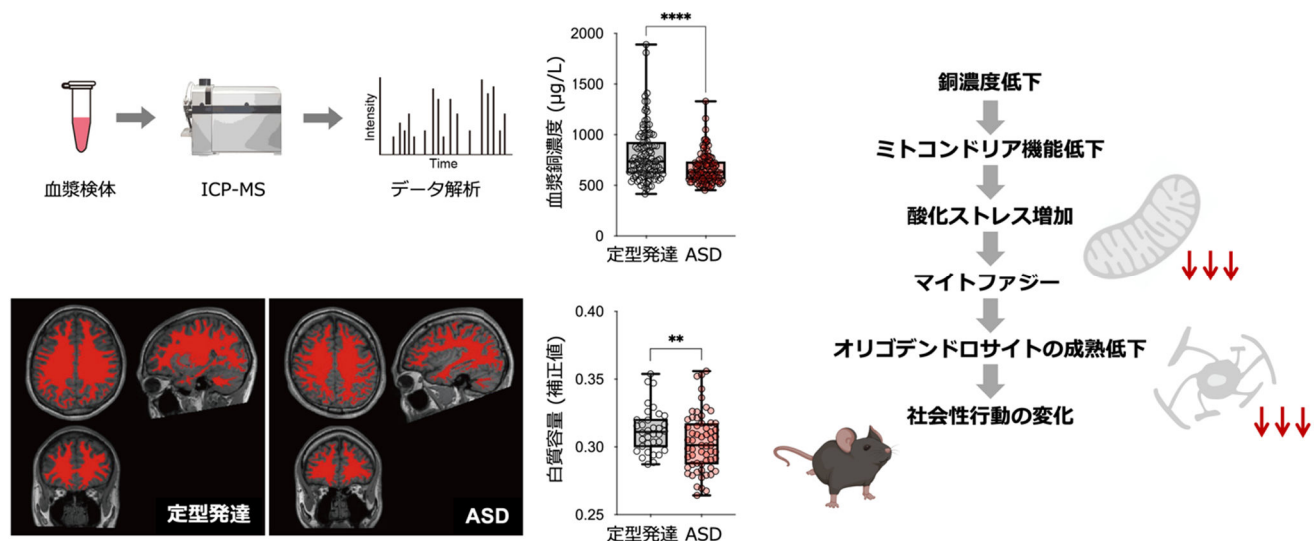 血漿検体
ICP-MS
Intensity
Time
データ解析
血漿銅濃度 (μg/L)
2000
1500
1000
500
0
****
定型発達
ASD
定型発達
ASD
白質容量 (補正値)
0.40
0.35
0.30
0.25
**
定型発達
ASD
銅濃度低下
ミトコンドリア機能低下
酸化ストレス増加
マイトファジー
オリゴデンドロサイトの成熟低下
社会性行動の変化